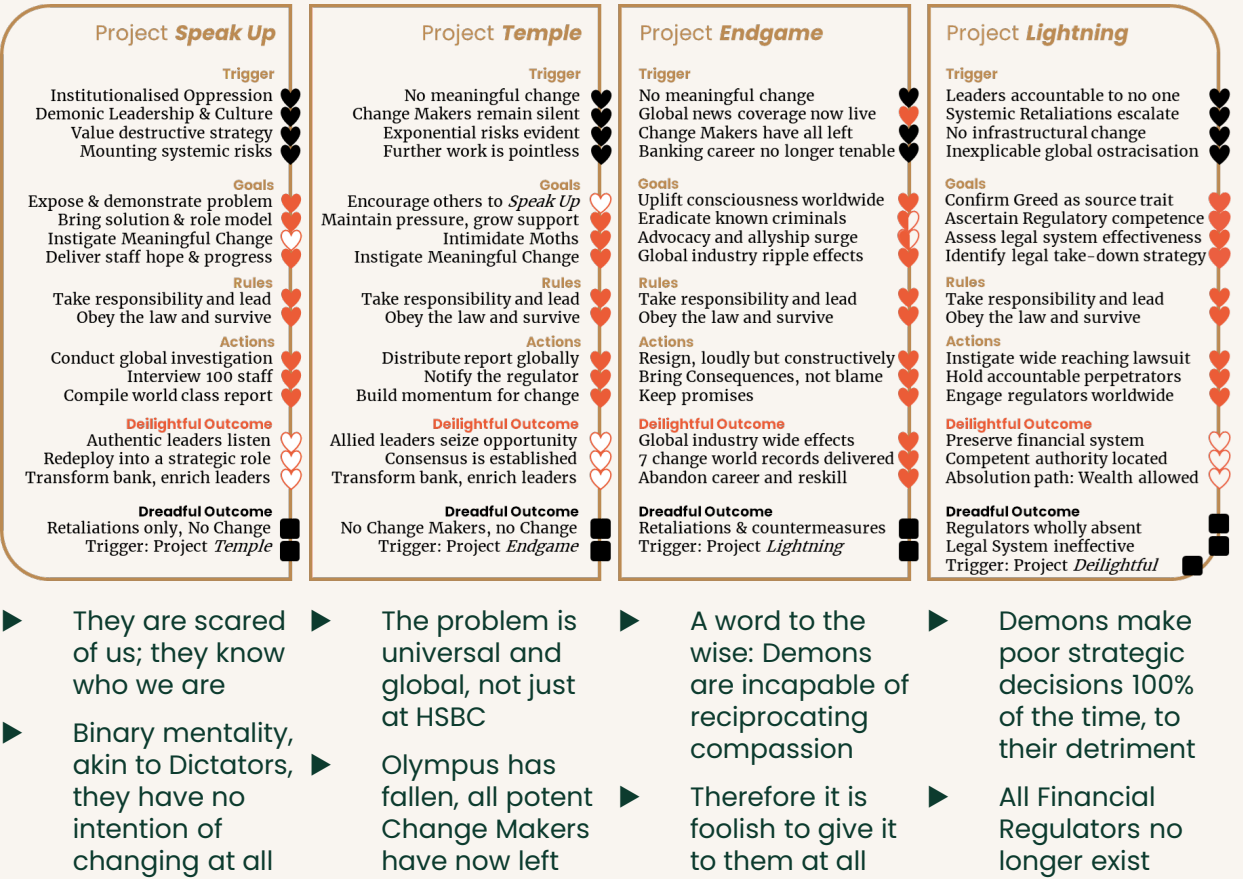 Project Speak Up
Trigger
Institutionalised Oppression
Demonic Leadership & Culture
Value destructive strategy
Mounting systemic risks
Goals
Expose & demonstrate problem
Bring solution & role model
Instigate Meaningful Change
Deliver staff hope & progress
Rules
Take responsibility and lead
Obey the law and survive
Actions
Conduct global investigation
Interview 100 staff
Compile world class report
Deilightful Outcome
Authentic leaders listen
Redeploy into a strategic role
Transform bank, enrich leaders
Dreadful Outcome
Retaliations only, No Change
Trigger: Project Temple
Project Temple
Trigger
No meaningful change
Change Makers remain silent
Exponential risks evident
Further work is pointless
Goals
Encourage others to Speak Up
Maintain pressure, grow support
Intimidate Moths
Instigate Meaningful Change
Rules
Take responsibility and lead
Obey the law and survive
Actions
Distribute report globally
Notify the regulator
Build momentum for change
Deilightful Outcome
Allied leaders seize opportunity
Consensus is established
Transform bank, enrich leaders
Dreadful Outcome
No Change Makers, no Change
Trigger: Project Endgame
Project Endgame
Trigger
No meaningful change
Global news coverage now live
Change Makers have all left
Banking career no longer tenable
Goals
Uplift consciousness worldwide
Eradicate known criminals
Advocacy and allyship surge
Global industry ripple effects
Rules
Take responsibility and lead
Obey the law and survive
Actions
Resign, loudly but constructively
Bring Consequences, not blame
Keep promises
Deilightful Outcome
Global industry wide effects
7 change world records delivered
Abandon career and reskill
Dreadful Outcome
Retaliations & countermeasures
Trigger: Project Lightning
Project Lightning
Trigger
Leaders accountable to no one
Systemic Retaliations escalate
No infrastructural change
Inexplicable global ostracisation
Goals
Confirm Greed as source trait
Ascertain Regulatory competence
Assess legal system effectiveness
Identify legal take-down strategy
Rules
Take responsibility and lead
Obey the law and survive
Actions
Instigate wide reaching lawsuit
Hold accountable perpetrators
Engage regulators worldwide
Deilightful Outcome
Preserve financial system
Competent authority located
Absolution path: Wealth allowed
Dreadful Outcome
Regulators wholly absent
Legal System ineffective
Trigger: Project Deilightful
They are scared
of us; they know
who we are
Binary mentality,
akin to Dictators,
they have no
intention of
changing at all
The problem is
universal and
global, not just
at HSBC
Olympus has
fallen, all potent
Change Makers
have now left
A word to the
wise: Demons
are incapable of
reciprocating
compassion
Therefore it is
foolish to give it
to them at all
Demons make
poor strategic
decisions 100%
of the time, to
their detriment
All Financial
Regulators no
longer exist